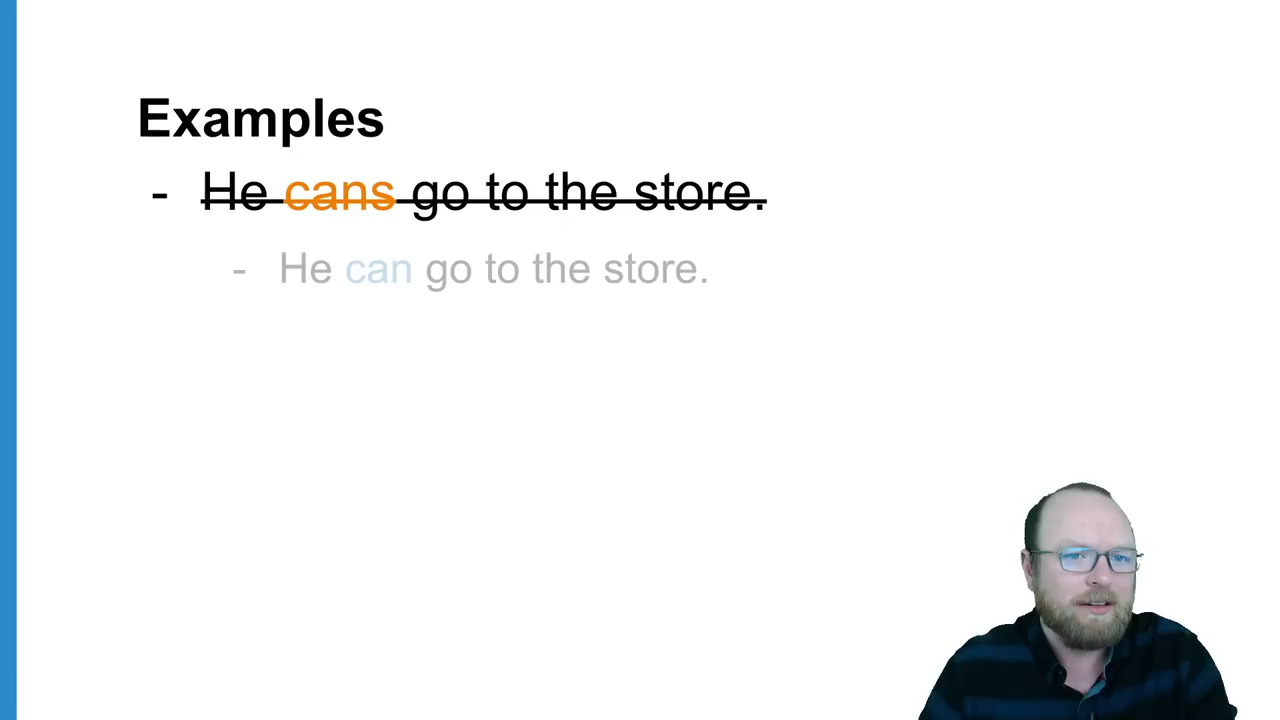 Examples
- He cans go to the store.
- He can go to the store.